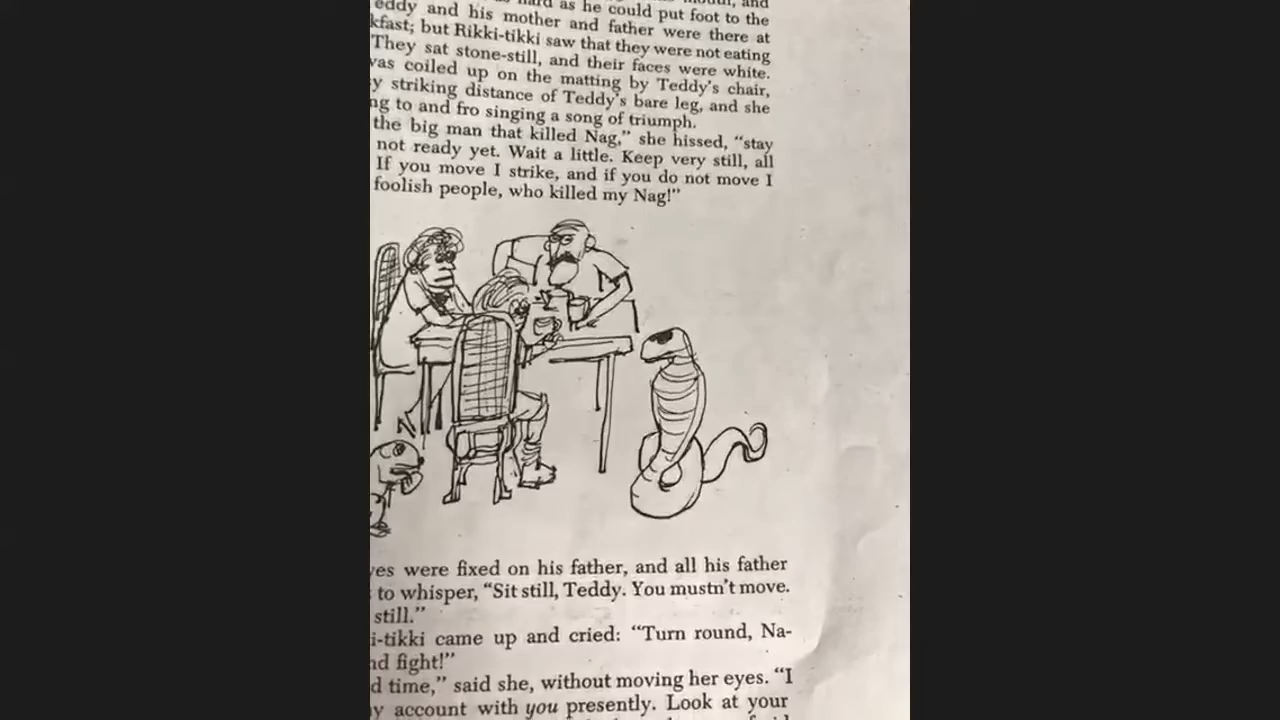 hard as he could put foot to the
eddy and his mother and father were there at
kfast; but Rikki-tikki saw that they were not eating
They sat stone-still, and their faces were white.
was coiled up on the matting by Teddy's chair,
y striking distance of Teddy's bare leg, and she
ng to and fro singing a song of triumph.
the big man that killed Nag," she hissed, "stay
not ready yet. Wait a little. Keep very still, all
If you move I strike, and if you do not move I
foolish people, who killed my Nag!"
yes were fixed on his father, and all his father
to whisper, "Sit still, Teddy. You mustn't move.
still."
i-tikki came up and cried: "Turn round, Na-
nd fight!"
d time," said she, without moving her eyes. "I
y account with you presently. Look at your